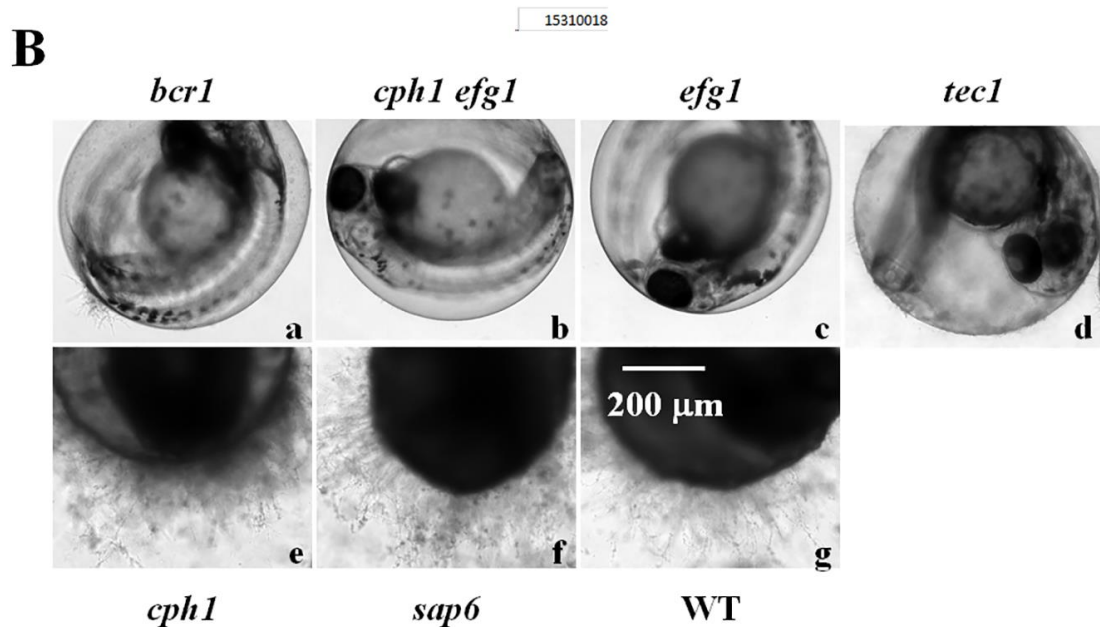 15310018
B
bcr1 cph1 efg1 efg1 tec1
a b c d
200 µm
e f g
cph1 sap6 WT